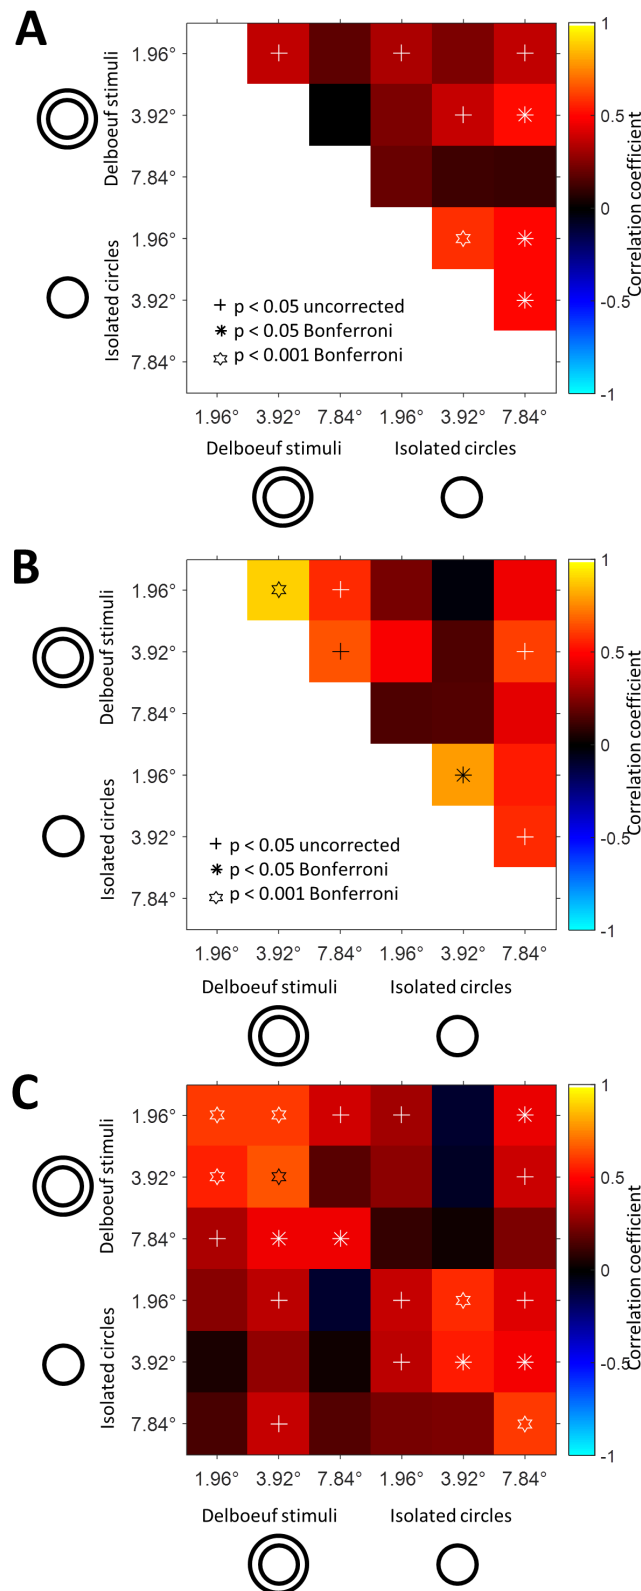 A
1.96°
3.92°
7.84°
1.96°
3.92°
7.84°
Delboeuf stimuli
Isolated circles
+ p < 0.05 uncorrected
✳ p < 0.05 Bonferroni
✡ p < 0.001 Bonferroni
1.96° 3.92° 7.84° 1.96° 3.92° 7.84°
Delboeuf stimuli Isolated circles
1
0.5
0
-0.5
-1
Correlation coefficient
B
1.96°
3.92°
7.84°
1.96°
3.92°
7.84°
Delboeuf stimuli
Isolated circles
+ p < 0.05 uncorrected
✳ p < 0.05 Bonferroni
✡ p < 0.001 Bonferroni
1.96° 3.92° 7.84° 1.96° 3.92° 7.84°
Delboeuf stimuli Isolated circles
1
0.5
0
-0.5
-1
Correlation coefficient
C
1.96°
3.92°
7.84°
1.96°
3.92°
7.84°
Delboeuf stimuli
Isolated circles
1.96° 3.92° 7.84° 1.96° 3.92° 7.84°
Delboeuf stimuli Isolated circles
1
0.5
0
-0.5
-1
Correlation coefficient